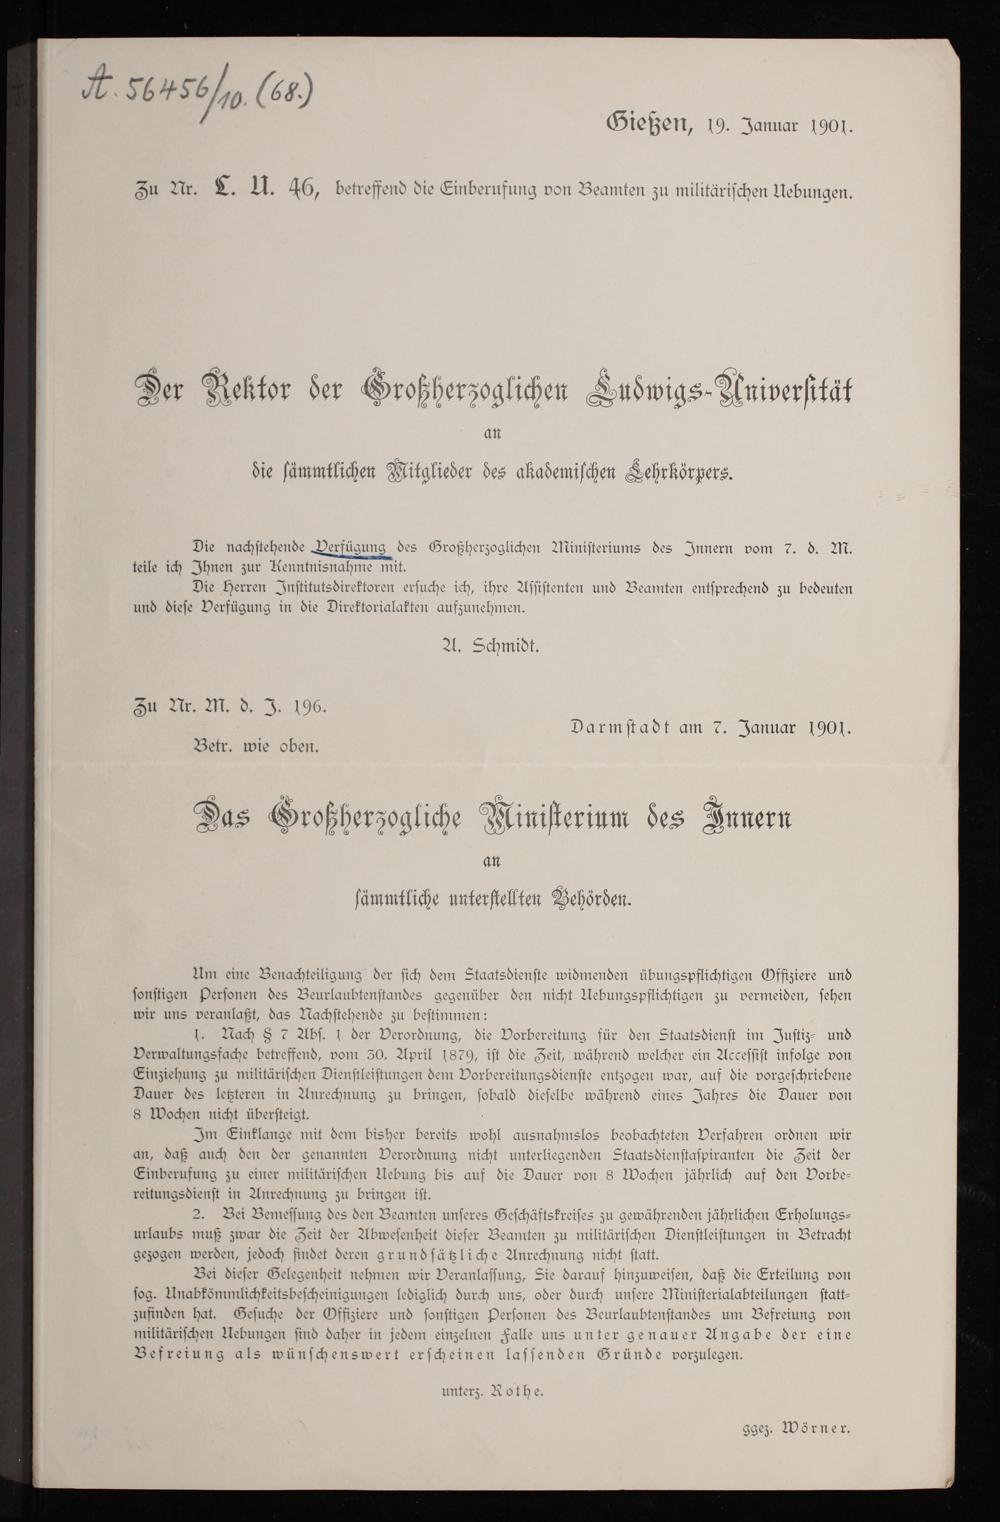 A. 56456/10. (68.)
Gießen, 19. Januar 1901.
Zu Nr. L. U. 46, betreffend die Einberufung von Beamten zu militärischen Uebungen.
Der Rektor der Großherzoglichen Ludwigs-Universität
an
die sämmtlichen Mitglieder des akademischen Lehrkörpers.
Die nachstehende Verfügung des Großherzoglichen Ministeriums des Innern vom 7. d. M.
teile ich Ihnen zur Kenntnisnahme mit.
Die Herren Institutsdirektoren ersuche ich, ihre Assistenten und Beamten entsprechend zu bedeuten
und diese Verfügung in die Direktorialakten aufzunehmen.
A. Schmidt.
Zu Nr. M. d. J. 196.
Darmstadt am 7. Januar 1901.
Betr. wie oben.
Das Großherzogliche Ministerium des Innern
an
sämmtliche unterstellten Behörden.
Um eine Benachteiligung der sich dem Staatsdienste widmenden übungspflichtigen Offiziere und
sonstigen Personen des Beurlaubtenstandes gegenüber den nicht Uebungspflichtigen zu vermeiden, sehen
wir uns veranlaßt, das Nachstehende zu bestimmen:
1. Nach § 7 Abs. 1 der Verordnung, die Vorbereitung für den Staatsdienst im Justiz- und
Verwaltungsfache betreffend, vom 30. April 1879, ist die Zeit, während welcher ein Accessist infolge von
Einziehung zu militärischen Dienstleistungen dem Vorbereitungsdienste entzogen war, auf die vorgeschriebene
Dauer des letzteren in Anrechnung zu bringen, sobald dieselbe während eines Jahres die Dauer von
8 Wochen nicht übersteigt.
Im Einklange mit dem bisher bereits wohl ausnahmslos beobachteten Verfahren ordnen wir
an, daß auch den der genannten Verordnung nicht unterliegenden Staatsdienstaspiranten die Zeit der
Einberufung zu einer militärischen Uebung bis auf die Dauer von 8 Wochen jährlich auf den Vorbe-
reitungsdienst in Anrechnung zu bringen ist.
2. Bei Bemessung des den Beamten unseres Geschäftskreises zu gewährenden jährlichen Erholungs-
urlaubs muß zwar die Zeit der Abwesenheit dieser Beamten zu militärischen Dienstleistungen in Betracht
gezogen werden, jedoch findet deren grundsätzliche Anrechnung nicht statt.
Bei dieser Gelegenheit nehmen wir Veranlassung, Sie darauf hinzuweisen, daß die Erteilung von
sog. Unabkömmlichkeitsbescheinigungen lediglich durch uns, oder durch unsere Ministerialabteilungen statt-
zufinden hat. Gesuche der Offiziere und sonstigen Personen des Beurlaubtenstandes um Befreiung von
militärischen Uebungen sind daher in jedem einzelnen Falle uns unter genauer Angabe der eine
Befreiung als wünschenswert erscheinen lassenden Gründe vorzulegen.
unterz. Rothe.
ggez. Wörner.